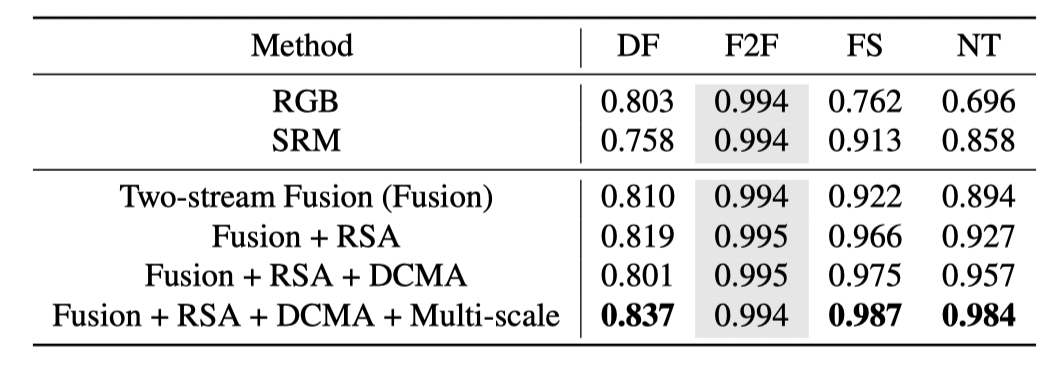 Method DF F2F FS NT
RGB 0.803 0.994 0.762 0.696
SRM 0.758 0.994 0.913 0.858
Two-stream Fusion (Fusion) 0.810 0.994 0.922 0.894
Fusion + RSA 0.819 0.995 0.966 0.927
Fusion + RSA + DCMA 0.801 0.995 0.975 0.957
Fusion + RSA + DCMA + Multi-scale 0.837 0.994 0.987 0.984